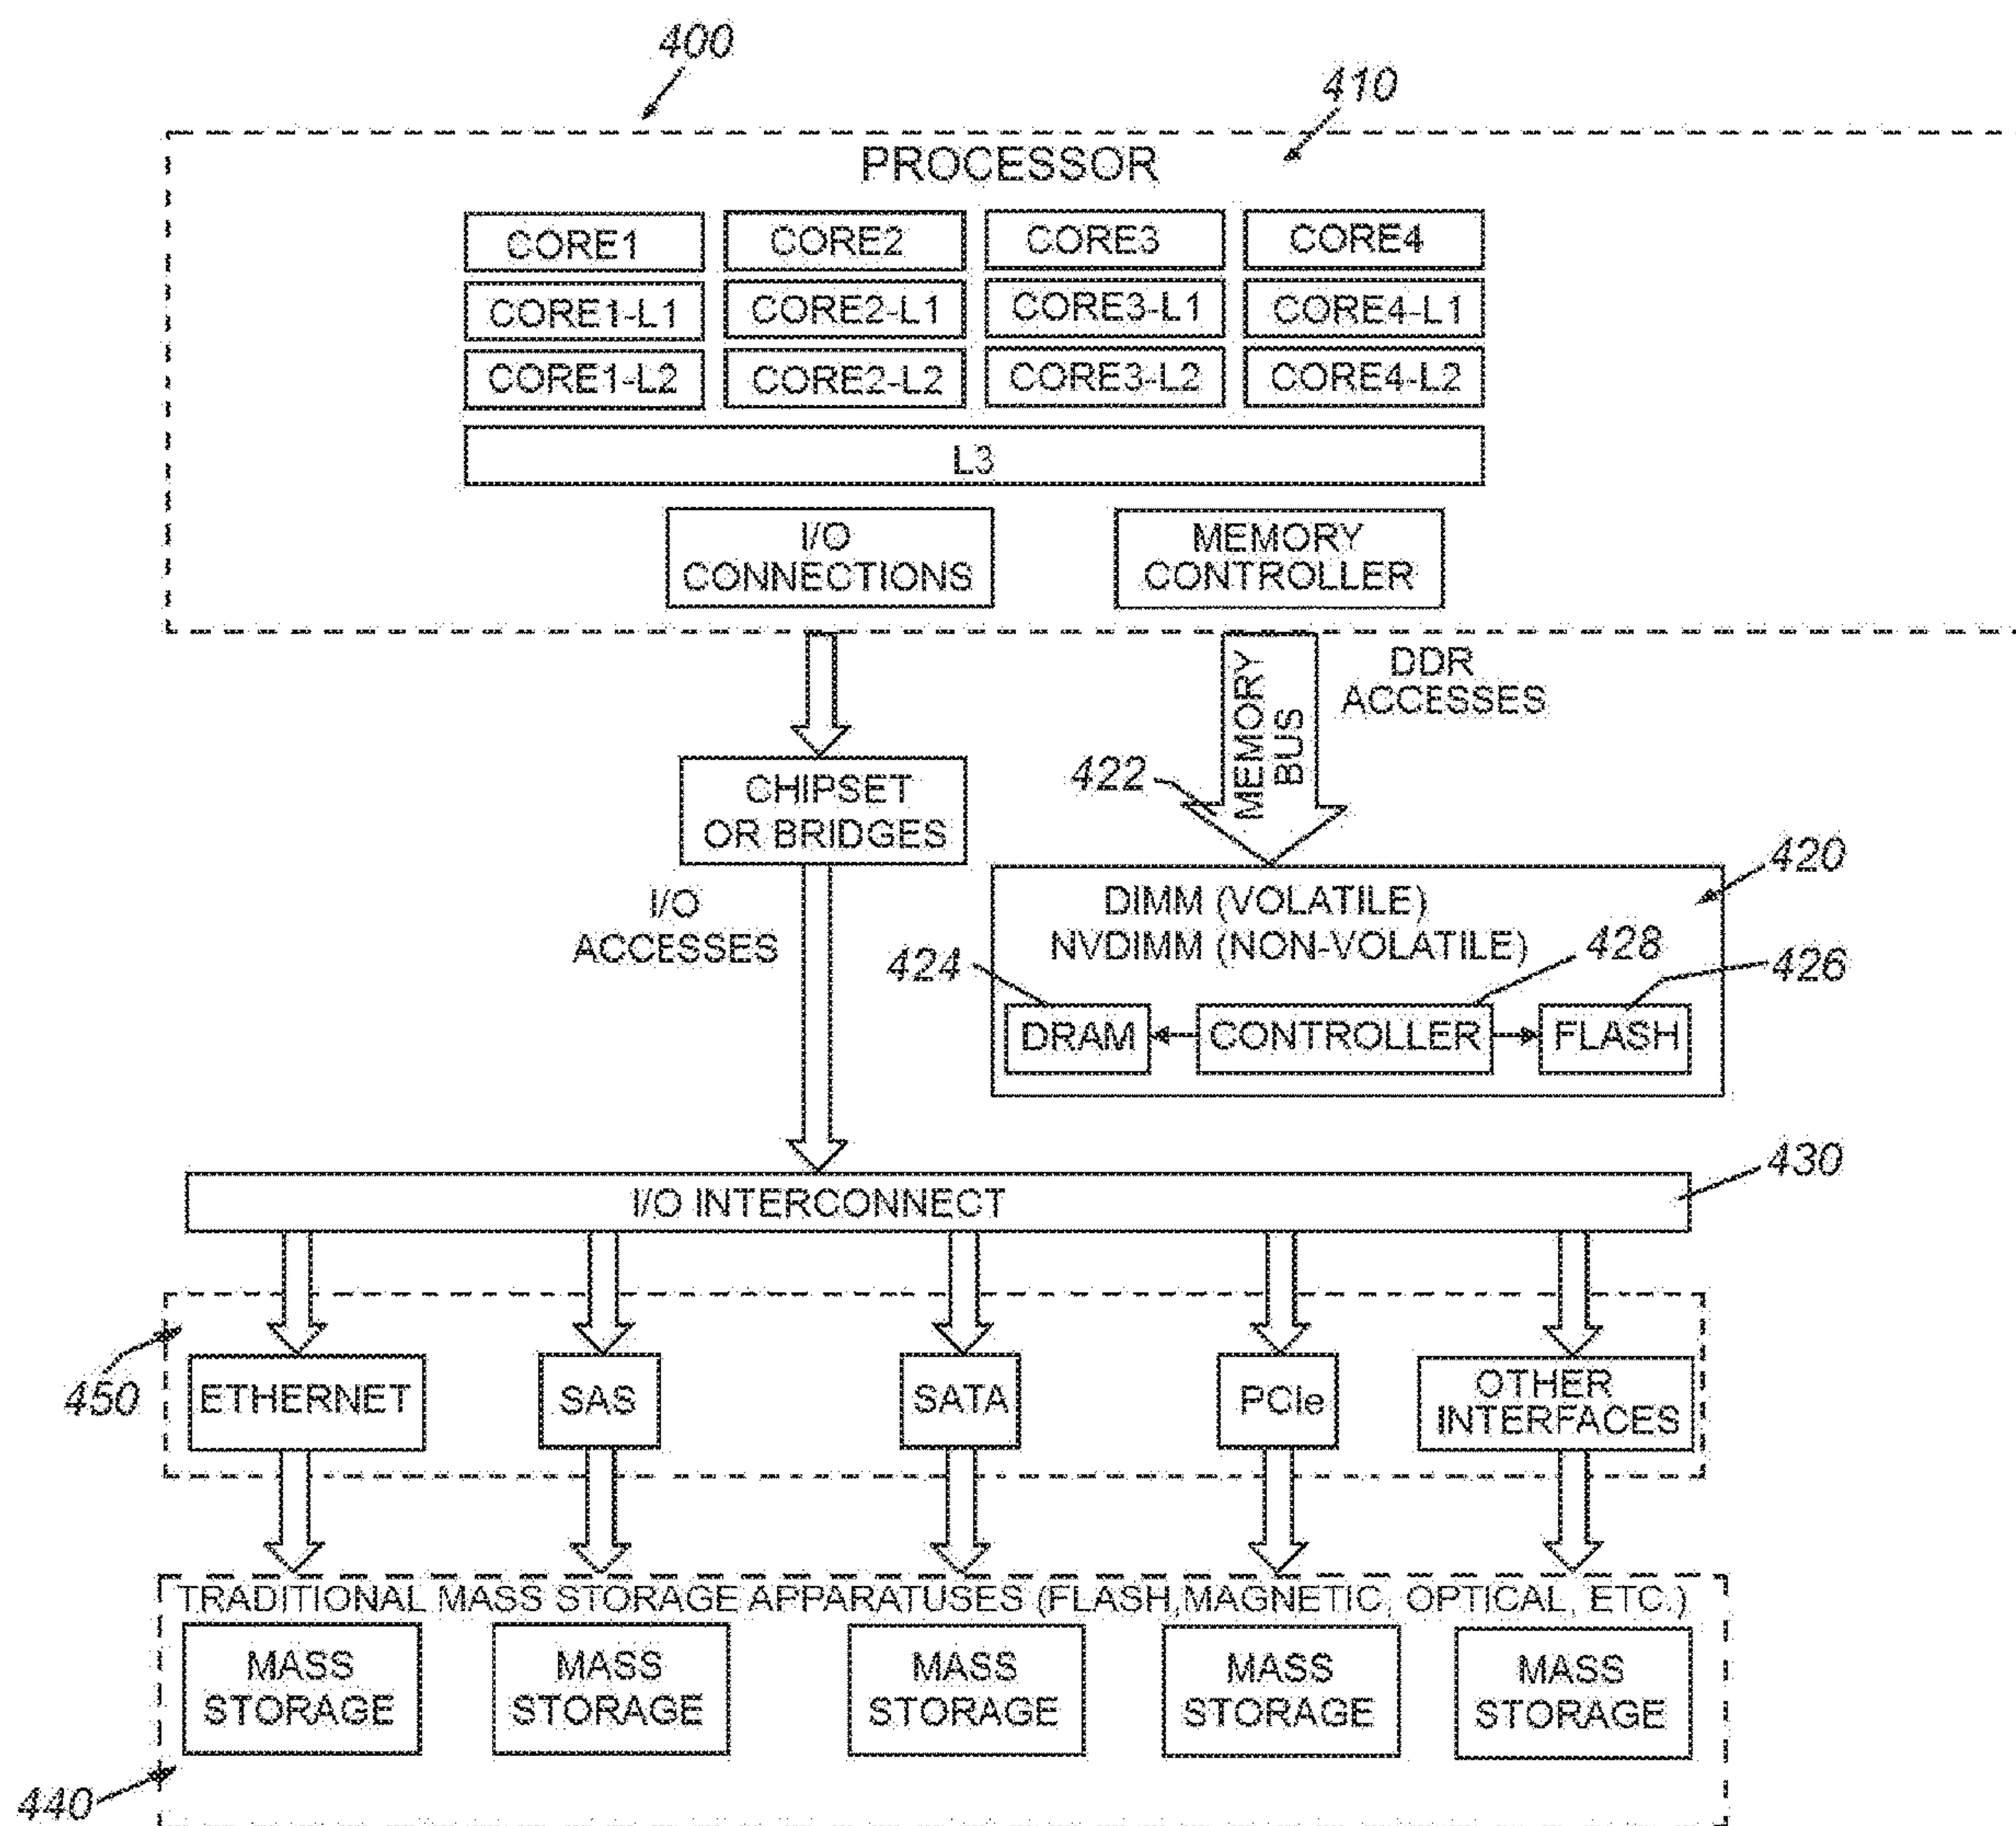 400
410
PROCESSOR
CORE1 CORE2 CORE3 CORE4
CORE1-L1 CORE2-L1 CORE3-L1 CORE4-L1
CORE1-L2 CORE2-L2 CORE3-L2 CORE4-L2
L3
I/O
CONNECTIONS
MEMORY
CONTROLLER
DDR
ACCESSES
MEMORY
BUS
422
CHIPSET
OR BRIDGES
I/O
ACCESSES
420
DIMM (VOLATILE)
NVDIMM (NON-VOLATILE)
424
428
426
DRAM CONTROLLER FLASH
430
I/O INTERCONNECT
450
ETHERNET SAS SATA PCIe
OTHER
INTERFACES
TRADITIONAL MASS STORAGE APPARATUSES (FLASH,MAGNETIC, OPTICAL, ETC.)
MASS
STORAGE
MASS
STORAGE
MASS
STORAGE
MASS
STORAGE
MASS
STORAGE
440